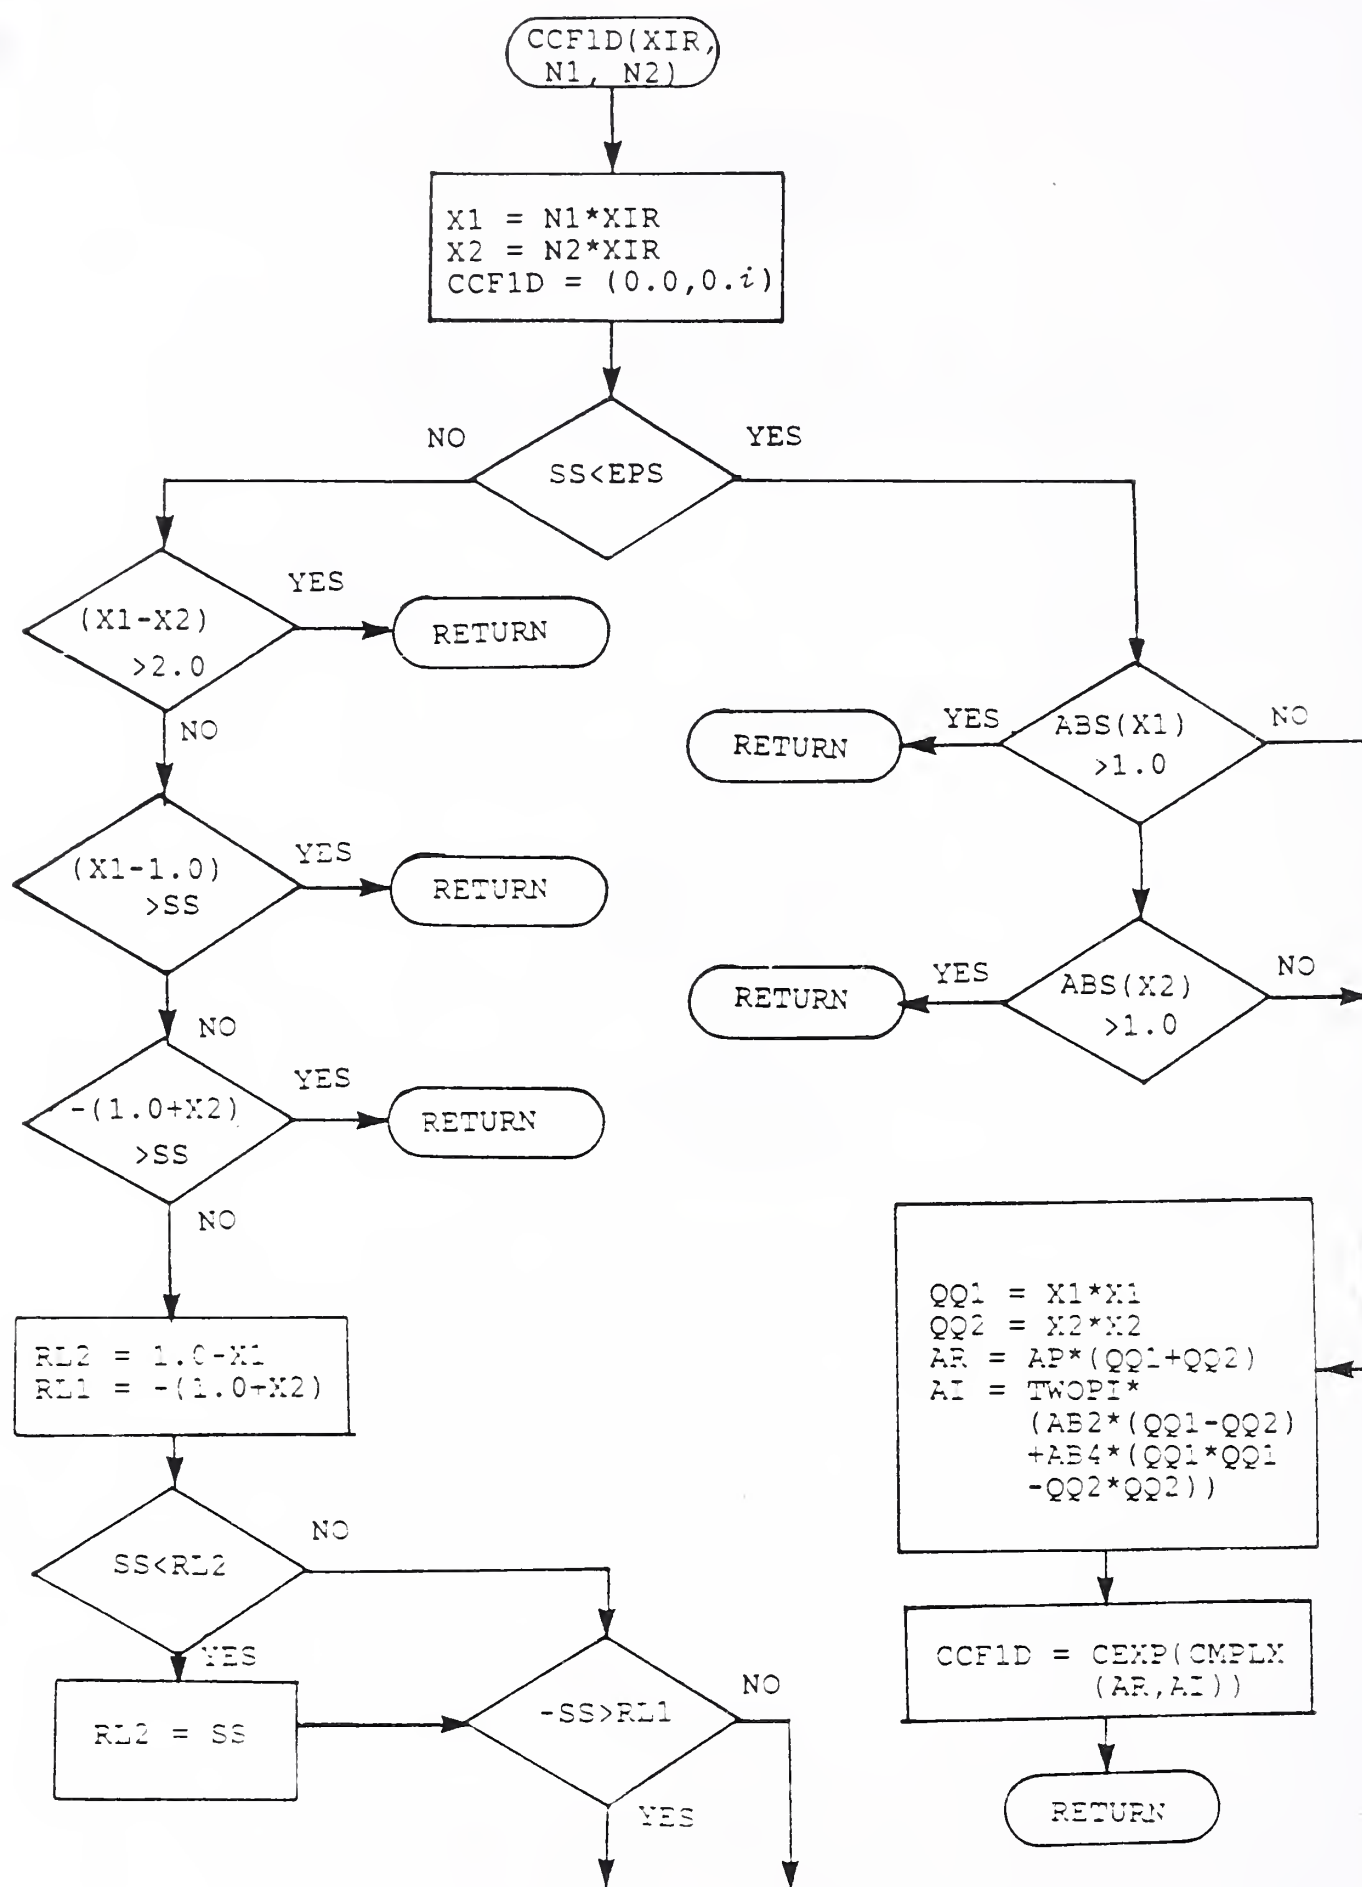 CCF1D(XIR,
N1, N2)
X1 = N1*XIR
X2 = N2*XIR
CCF1D = (0.0,0.i)
NO
YES
SS<EPS
(X1-X2)
>2.0
YES
RETURN
NO
ABS(X1)
>1.0
YES
RETURN
NO
(X1-1.0)
>SS
YES
RETURN
NO
ABS(X2)
>1.0
YES
RETURN
NO
-(1.0+X2)
>SS
YES
RETURN
NO
RL2 = 1.0-X1
RL1 = -(1.0+X2)
QQ1 = X1*X1
QQ2 = X2*X2
AR = AP*(QQ1+QQ2)
AI = TWOPI*
(AB2*(QQ1-QQ2)
+AB4*(QQ1*QQ1
-QQ2*QQ2))
SS<RL2
NO
YES
RL2 = SS
-SS>RL1
NO
YES
CCF1D = CEXP(CMPLX
(AR,AI))
RETURN